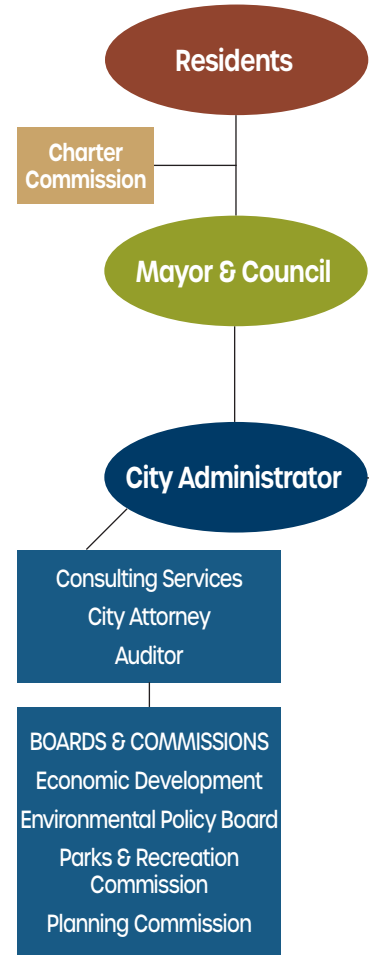 Residents
Charter
Commission
Mayor & Council
City Administrator
Consulting Services
City Attorney
Auditor
BOARDS & COMMISSIONS
Economic Development
Environmental Policy Board
Parks & Recreation
Commission
Planning Commission